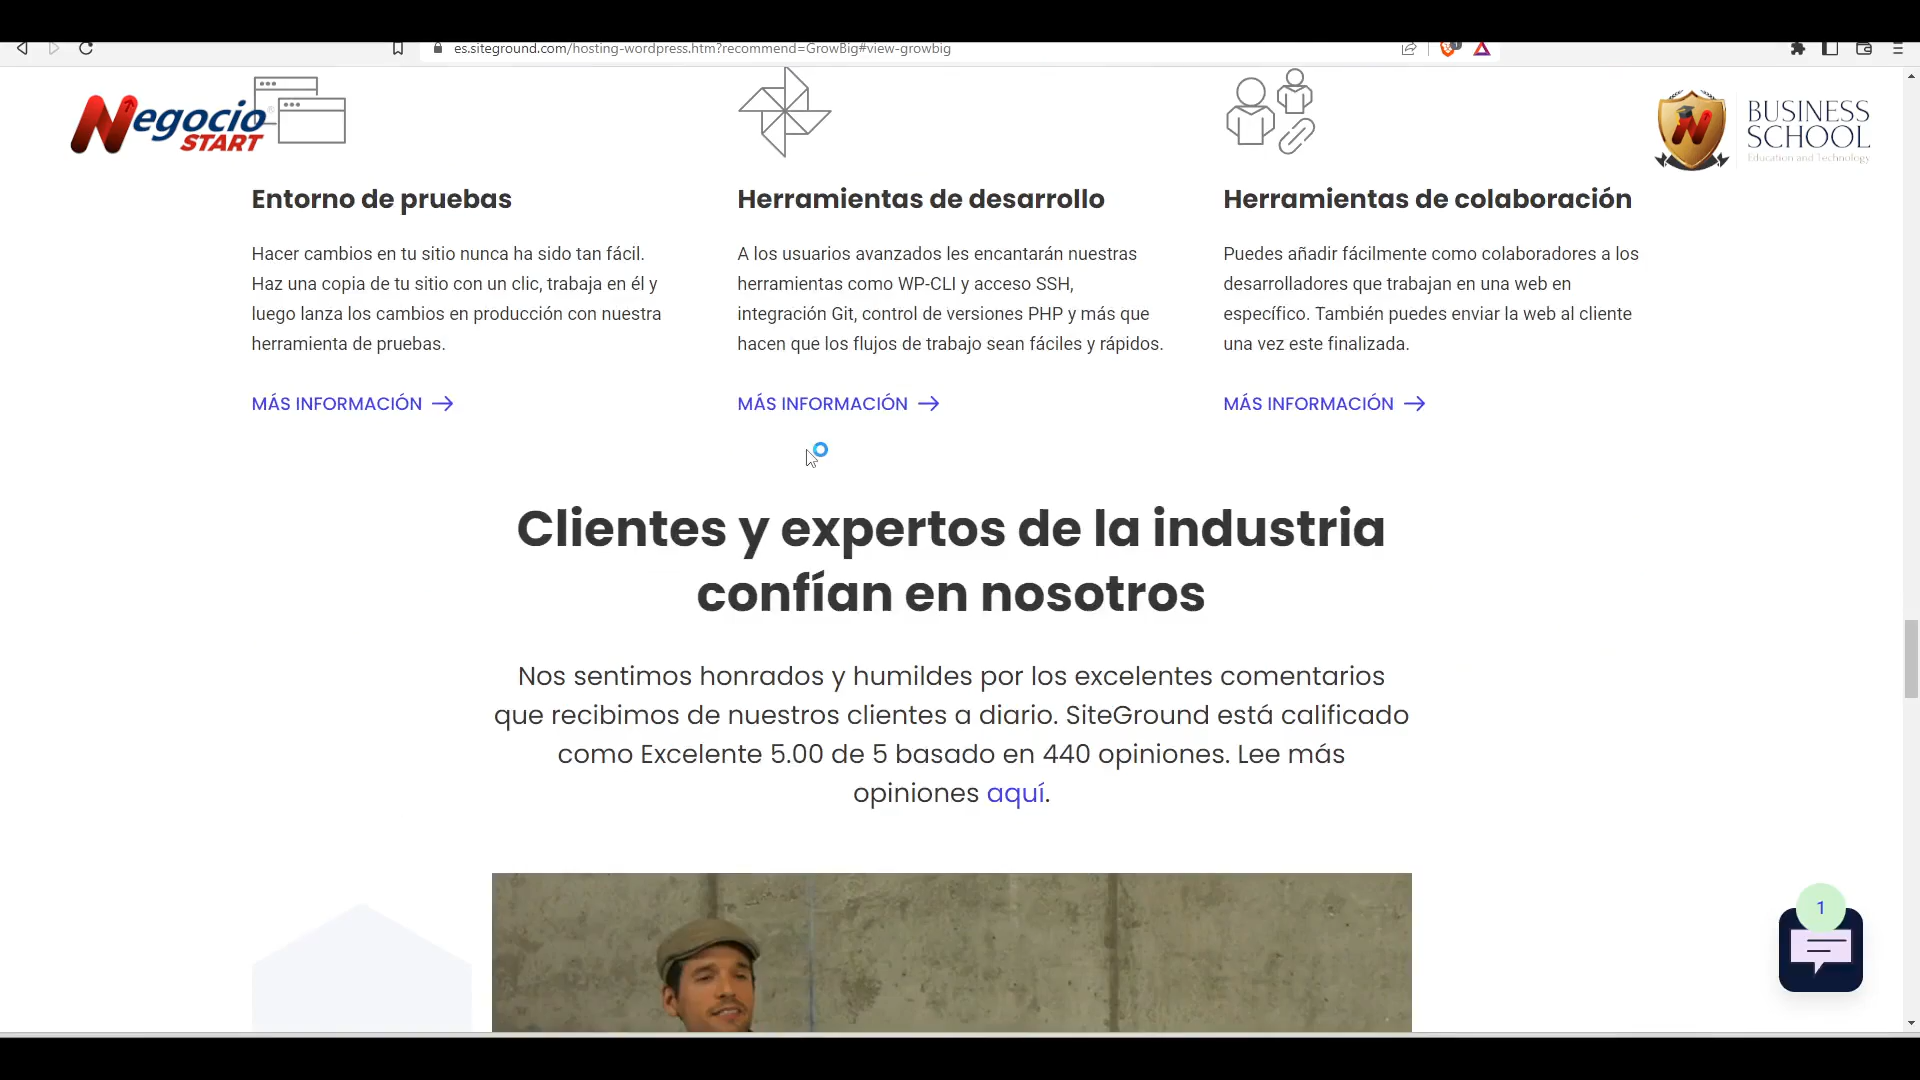 es.siteground.com/hosting-wordpress.htm?recommend=GrowBig#view-growbig
Negocio
START
BUSINESS
SCHOOL
Education and Technology
Entorno de pruebas
Hacer cambios en tu sitio nunca ha sido tan fácil.
Haz una copia de tu sitio con un clic, trabaja en él y
luego lanza los cambios en producción con nuestra
herramienta de pruebas.
MÁS INFORMACIÓN
Herramientas de desarrollo
A los usuarios avanzados les encantarán nuestras
herramientas como WP-CLI y acceso SSH,
integración Git, control de versiones PHP y más que
hacen que los flujos de trabajo sean fáciles y rápidos.
MÁS INFORMACIÓN
Herramientas de colaboración
Puedes añadir fácilmente como colaboradores a los
desarrolladores que trabajan en una web en
específico. También puedes enviar la web al cliente
una vez este finalizada.
MÁS INFORMACIÓN
Clientes y expertos de la industria
confían en nosotros
Nos sentimos honrados y humildes por los excelentes comentarios
que recibimos de nuestros clientes a diario. SiteGround está calificado
como Excelente 5.00 de 5 basado en 440 opiniones. Lee más
opiniones aquí.
1